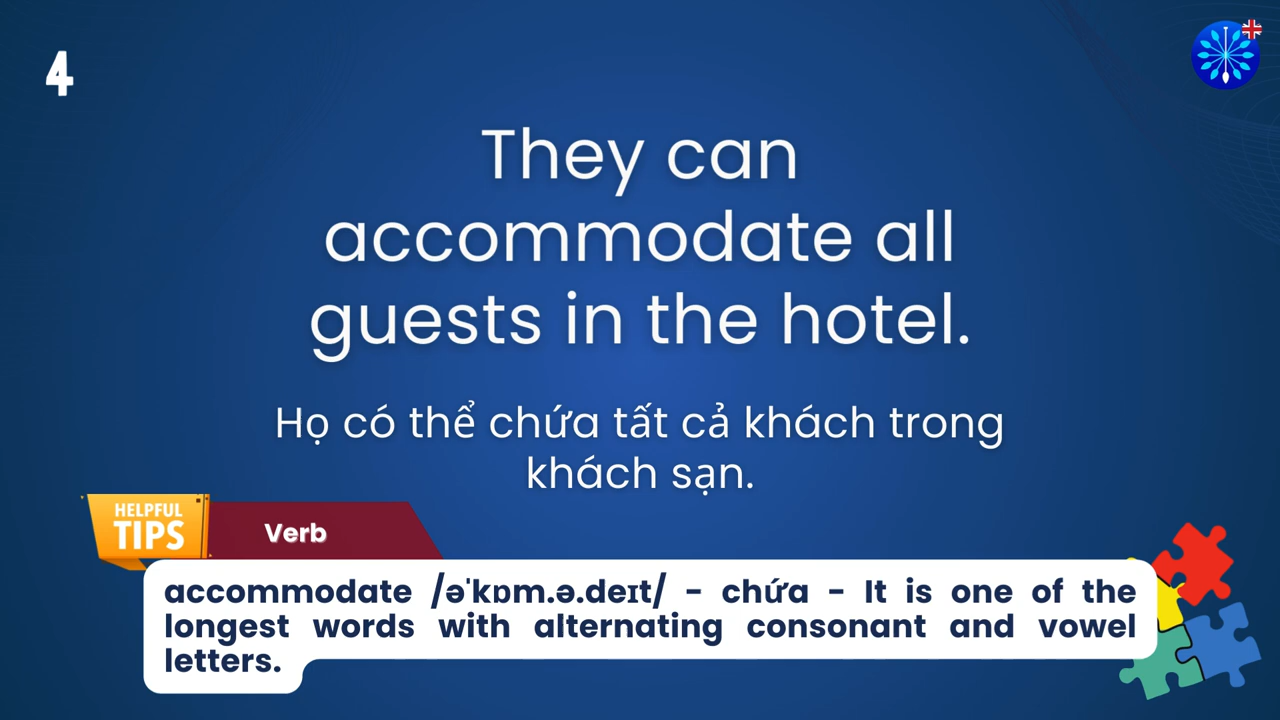 4
They can
accommodate all
guests in the hotel.
Họ có thể chứa tất cả khách trong
khách sạn.
HELPFUL
TIPS
Verb
accommodate /əˈkɒm.ə.deɪt/ - chứa - It is one of the
longest words with alternating consonant and vowel
letters.